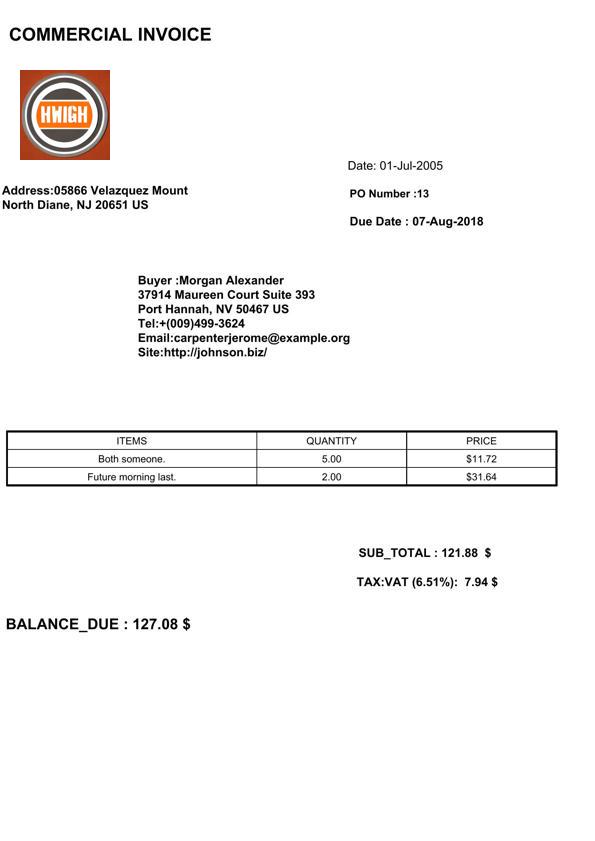 COMMERCIAL INVOICE
HWIGH
Date: 01-Jul-2005
Address:05866 Velazquez Mount
North Diane, NJ 20651 US
PO Number :13
Due Date : 07-Aug-2018
Buyer :Morgan Alexander
37914 Maureen Court Suite 393
Port Hannah, NV 50467 US
Tel:+(009)499-3624
Email:carpenterjerome@example.org
Site:http://johnson.biz/
ITEMS QUANTITY PRICE
Both someone. 5.00 $11.72
Future morning last. 2.00 $31.64
SUB_TOTAL : 121.88 $
TAX:VAT (6.51%): 7.94 $
BALANCE_DUE : 127.08 $